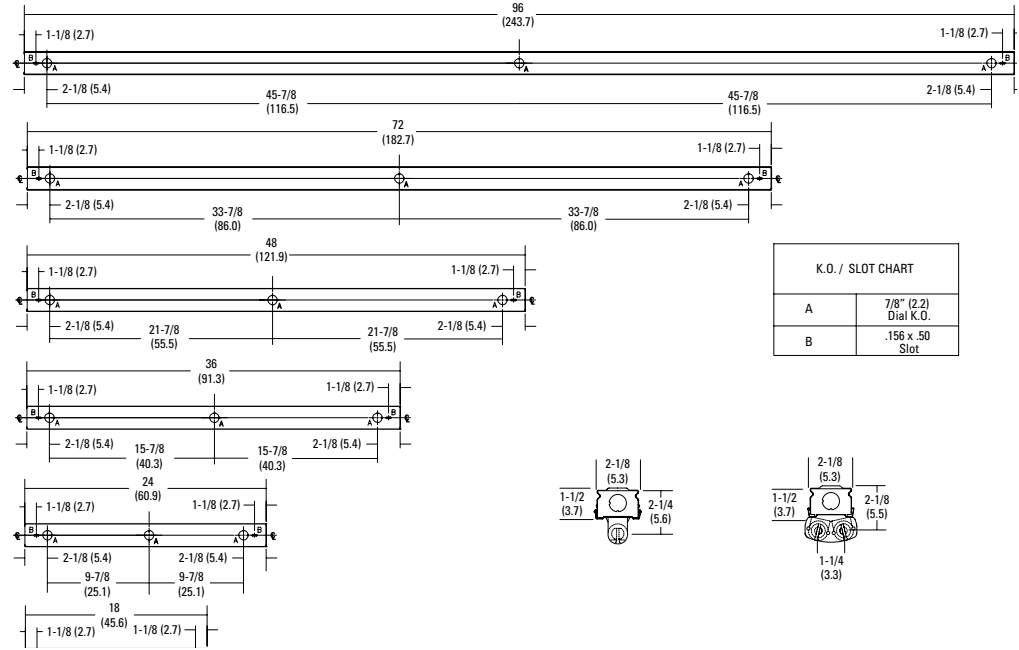 96
(243.7)
1-1/8 (2.7)
1-1/8 (2.7)
B
A
A
A
B
2-1/8 (5.4)
45-7/8
(116.5)
45-7/8
(116.5)
2-1/8 (5.4)
72
(182.7)
1-1/8 (2.7)
1-1/8 (2.7)
B
A
A
A
B
2-1/8 (5.4)
33-7/8
(86.0)
33-7/8
(86.0)
2-1/8 (5.4)
48
(121.9)
1-1/8 (2.7)
1-1/8 (2.7)
B
A
A
A
B
2-1/8 (5.4)
21-7/8
(55.5)
21-7/8
(55.5)
2-1/8 (5.4)
K.O./ SLOT CHART
A 7/8" (2.2)
Dial K.O.
B .156 x .50
Slot
36
(91.3)
1-1/8 (2.7)
1-1/8 (2.7)
B
A
A
A
B
2-1/8 (5.4)
15-7/8
(40.3)
15-7/8
(40.3)
2-1/8 (5.4)
24
(60.9)
1-1/8 (2.7)
1-1/8 (2.7)
B
A
A
A
B
2-1/8 (5.4)
2-1/8 (5.4)
9-7/8
(25.1)
9-7/8
(25.1)
18
(45.6)
1-1/8 (2.7)
1-1/8 (2.7)
2-1/8
(5.3)
1-1/2
(3.7)
2-1/4
(5.6)
2-1/8
(5.3)
1-1/2
(3.7)
2-1/8
(5.5)
1-1/4
(3.3)